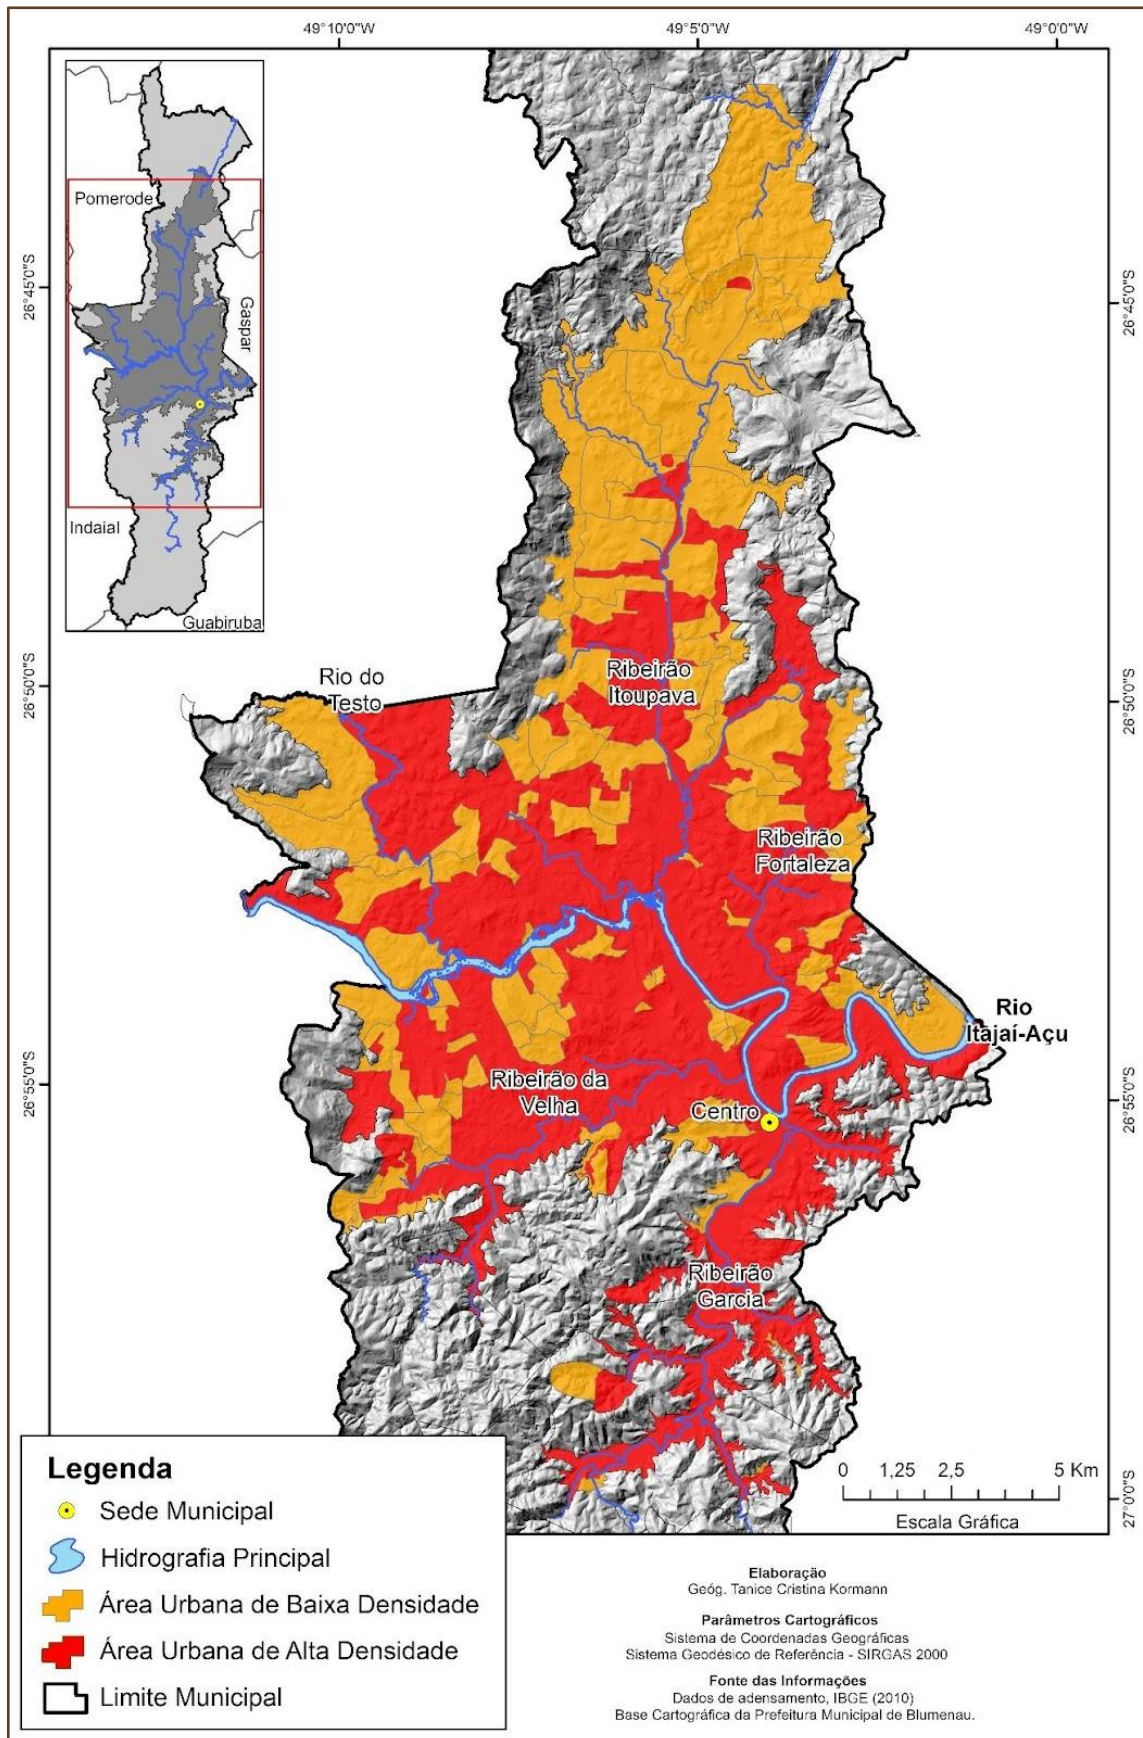 49°10'0"W
49°5'0"W
49°0'0"W
Pomerode
Gaspar
Indaial
Guabiruba
26°45'0"S
26°45'0"S
26°50'0"S
26°50'0"S
26°55'0"S
26°55'0"S
27°0'0"S
Ribeirão
Itoupava
Rio do
Testo
Ribeirão
Fortaleza
Rio
Itajaí-Açu
Ribeirão da
Velha
Centro
Ribeirão
Garcia
Legenda
Sede Municipal
Hidrografia Principal
Área Urbana de Baixa Densidade
Área Urbana de Alta Densidade
Limite Municipal
0 1,25 2,5 5 Km
Escala Gráfica
Elaboração
Geóg. Tanice Cristina Kormann
Parâmetros Cartográficos
Sistema de Coordenadas Geográficas
Sistema Geodésico de Referência - SIRGAS 2000
Fonte das Informações
Dados de adensamento, IBGE (2010)
Base Cartográfica da Prefeitura Municipal de Blumenau.